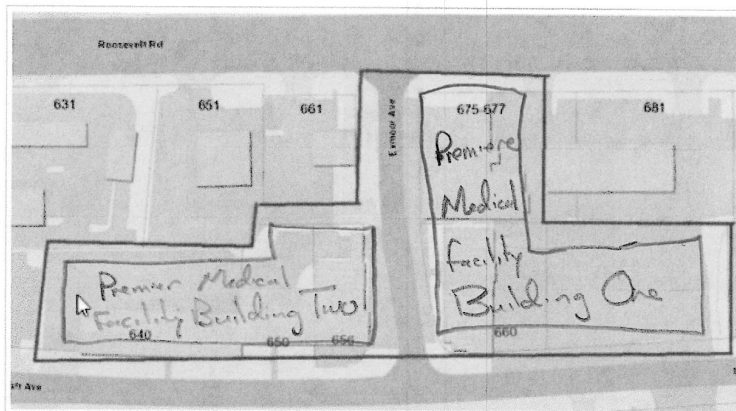 Roosevelt Rd
631
651
661
Exmoor Ave
675-677
681
Premiere
Medical
Facility
Building One
660
Premier Medical
Facility Building Two
640
650
656
Ave